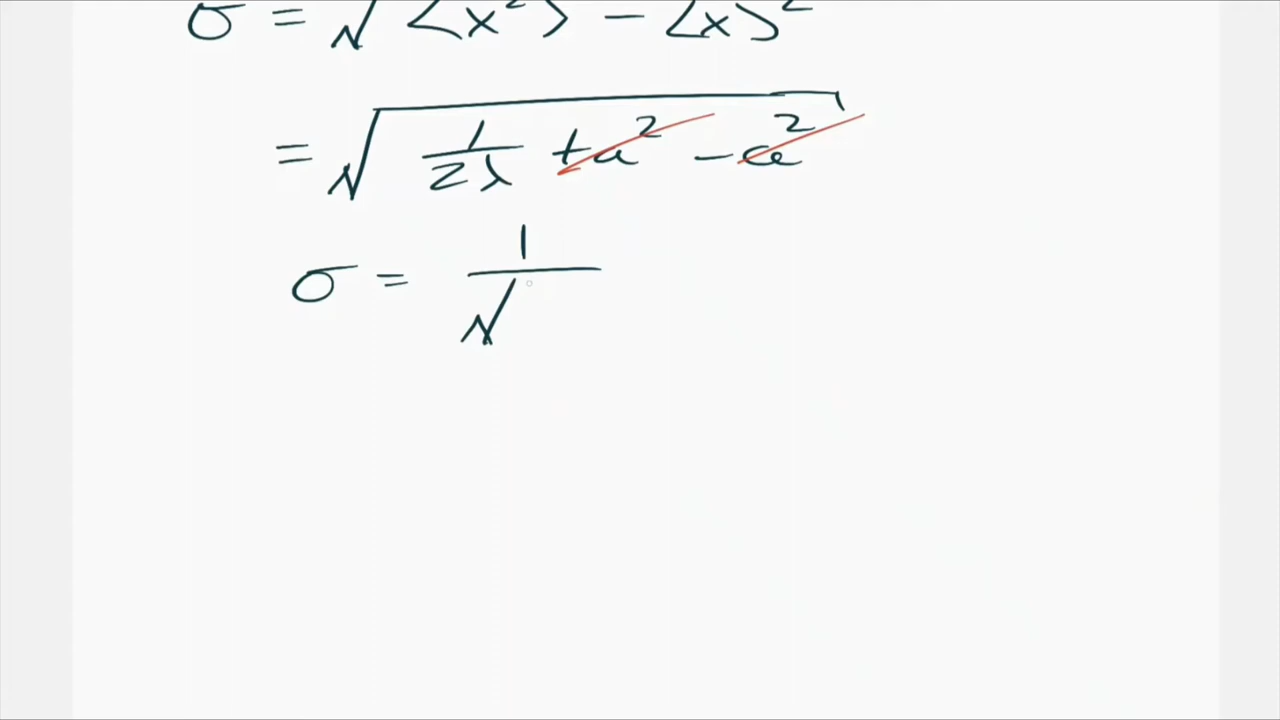 σ = √⟨x²⟩ − ⟨x⟩²
= √(1/2λ + a² − a²)
σ = 1/√